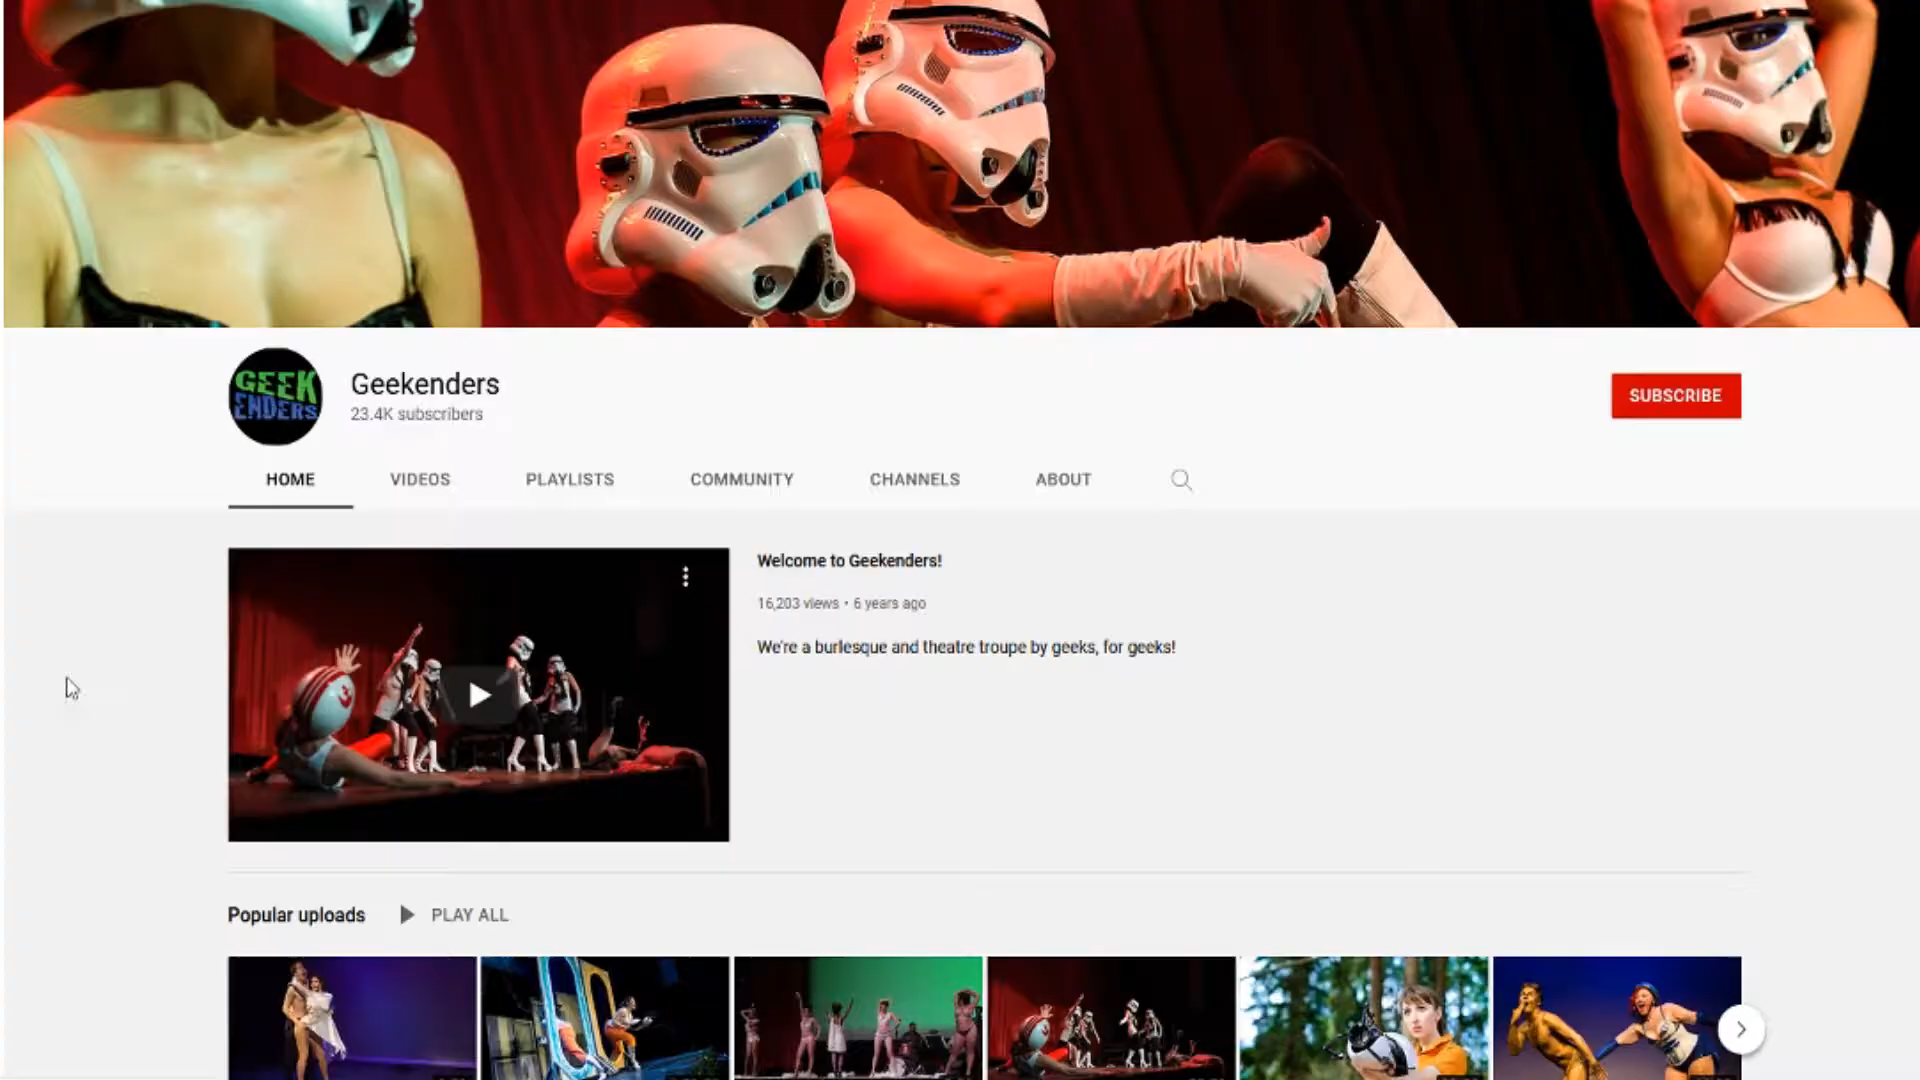 GEEK
ENDERS
Geekenders
23.4K subscribers
SUBSCRIBE
HOME
VIDEOS
PLAYLISTS
COMMUNITY
CHANNELS
ABOUT
Welcome to Geekenders!
16,203 views • 6 years ago
We're a burlesque and theatre troupe by geeks, for geeks!
Popular uploads
PLAY ALL